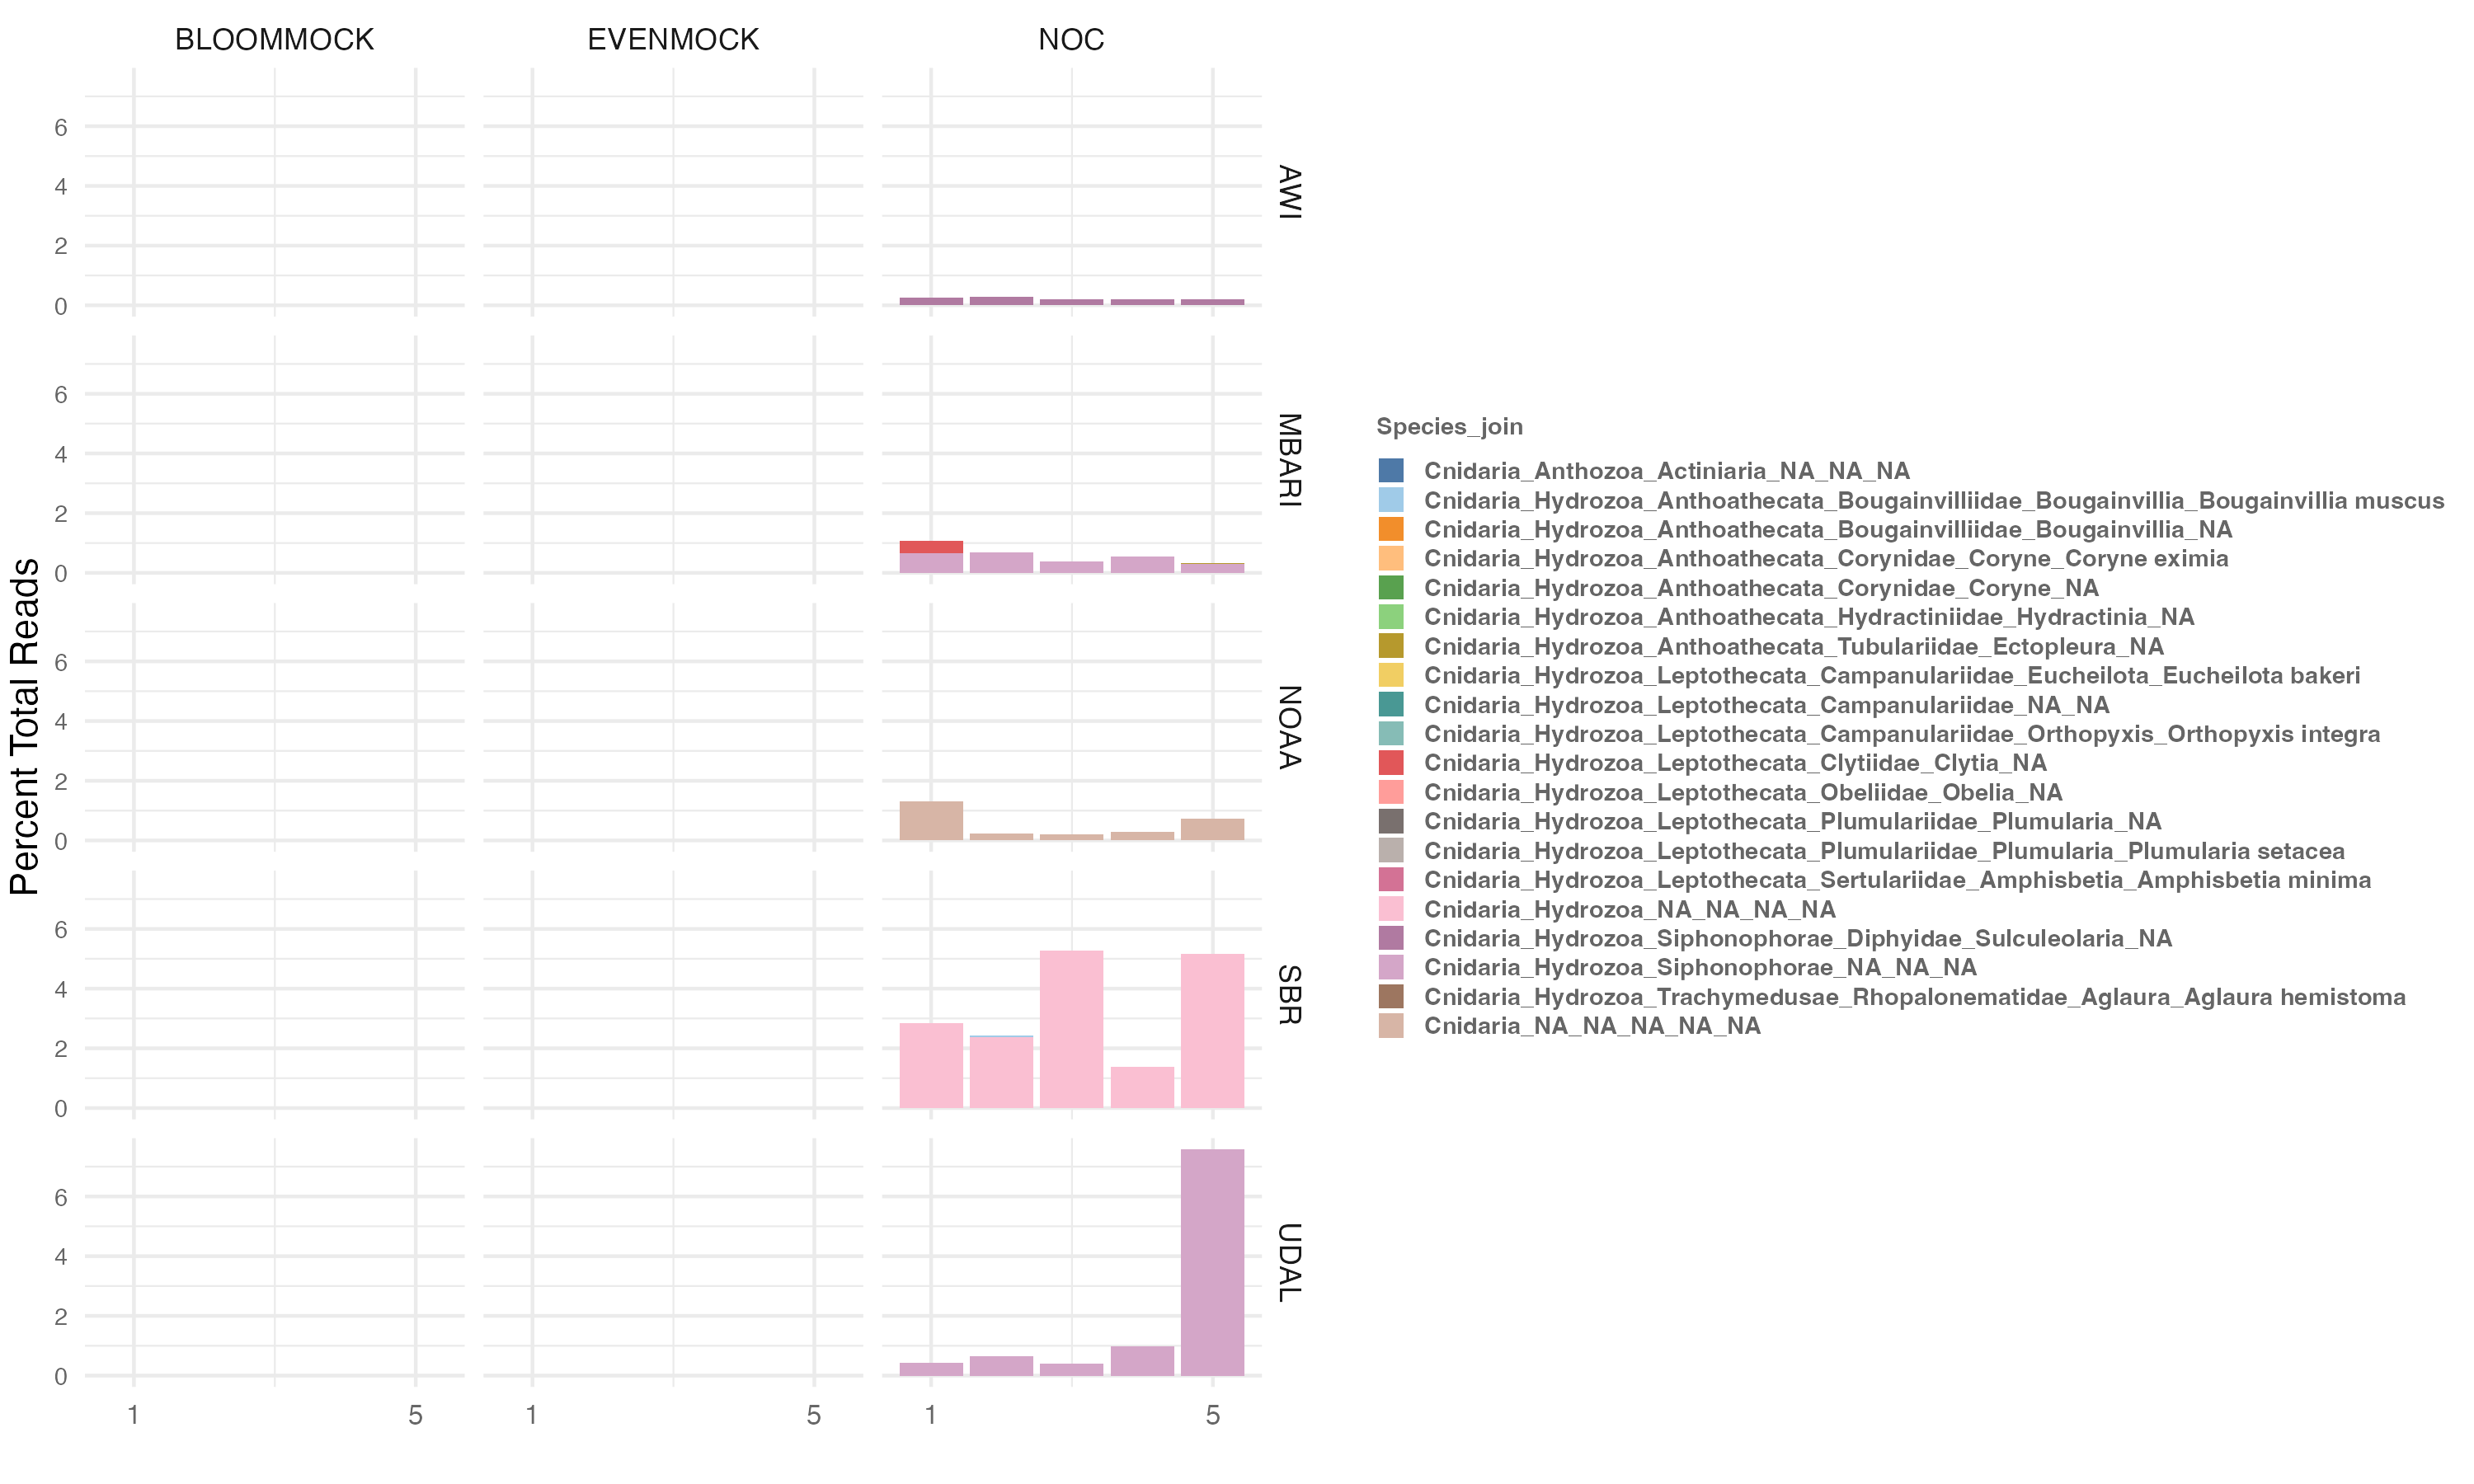 BLOOMMOCK EVENMOCK NOC
6
4
2
0
AWI
6
4
2
0
MBARI
6
4
2
0
NOAA
6
4
2
0
SBR
6
4
2
0
UDAL
1 5 1 5 1 5
Percent Total Reads
Species_join
Cnidaria_Anthozoa_Actiniaria_NA_NA_NA
Cnidaria_Hydrozoa_Anthoathecata_Bougainvilliidae_Bougainvillia_Bougainvillia muscus
Cnidaria_Hydrozoa_Anthoathecata_Bougainvilliidae_Bougainvillia_NA
Cnidaria_Hydrozoa_Anthoathecata_Corynidae_Coryne_Coryne eximia
Cnidaria_Hydrozoa_Anthoathecata_Corynidae_Coryne_NA
Cnidaria_Hydrozoa_Anthoathecata_Hydractiniidae_Hydractinia_NA
Cnidaria_Hydrozoa_Anthoathecata_Tubulariidae_Ectopleura_NA
Cnidaria_Hydrozoa_Leptothecata_Campanulariidae_Eucheilota_Eucheilota bakeri
Cnidaria_Hydrozoa_Leptothecata_Campanulariidae_NA_NA
Cnidaria_Hydrozoa_Leptothecata_Campanulariidae_Orthopyxis_Orthopyxis integra
Cnidaria_Hydrozoa_Leptothecata_Clytiidae_Clytia_NA
Cnidaria_Hydrozoa_Leptothecata_Obeliidae_Obelia_NA
Cnidaria_Hydrozoa_Leptothecata_Plumulariidae_Plumularia_NA
Cnidaria_Hydrozoa_Leptothecata_Plumulariidae_Plumularia_Plumularia setacea
Cnidaria_Hydrozoa_Leptothecata_Sertulariidae_Amphisbetia_Amphisbetia minima
Cnidaria_Hydrozoa_NA_NA_NA_NA
Cnidaria_Hydrozoa_Siphonophorae_Diphyidae_Sulculeolaria_NA
Cnidaria_Hydrozoa_Siphonophorae_NA_NA_NA
Cnidaria_Hydrozoa_Trachymedusae_Rhopalonematidae_Aglaura_Aglaura hemistoma
Cnidaria_NA_NA_NA_NA_NA